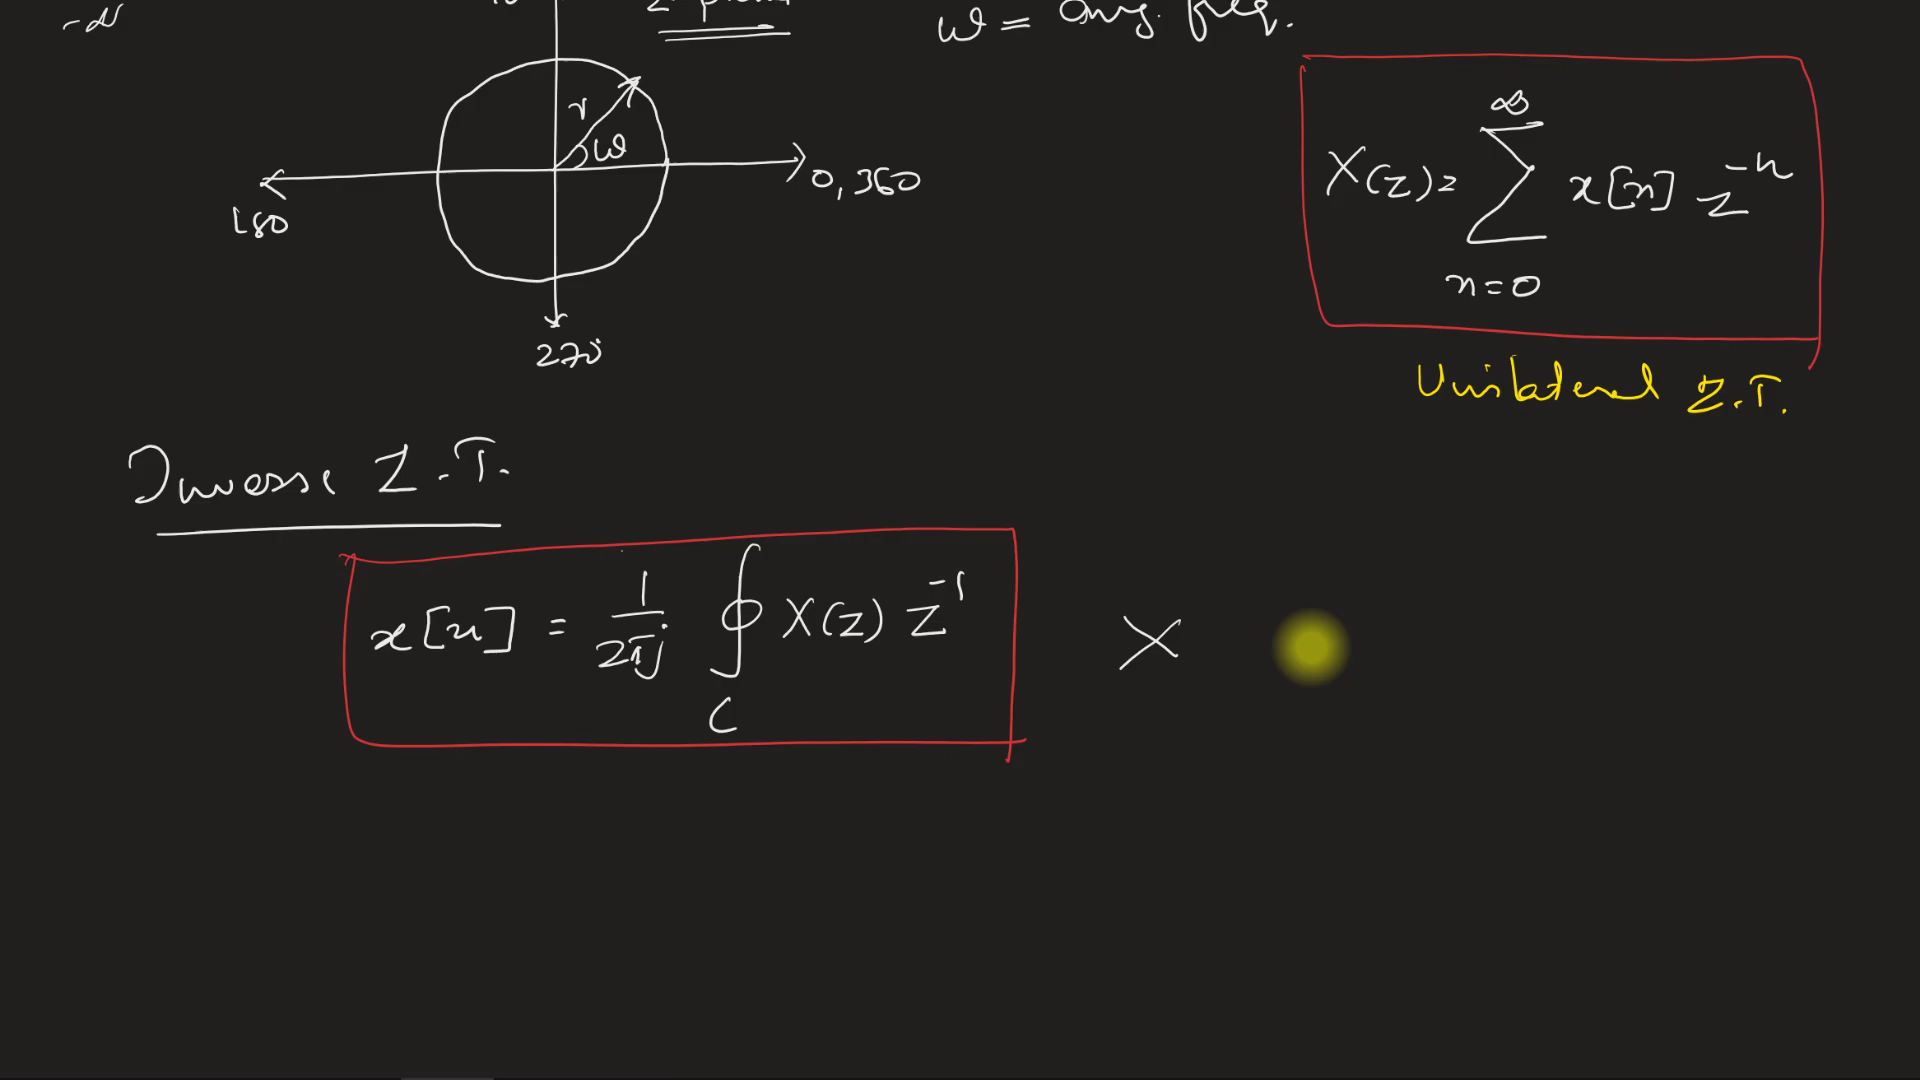 ω = ang. freq.
r
ω
0, 360
180
270
X(z) = ∑ x[n] z^{-n}
∞
n=0
Unilateral Z.T.
Inverse Z.T.
x[n] = 1/2πj ∮ X(z) z^{-1}
C
X